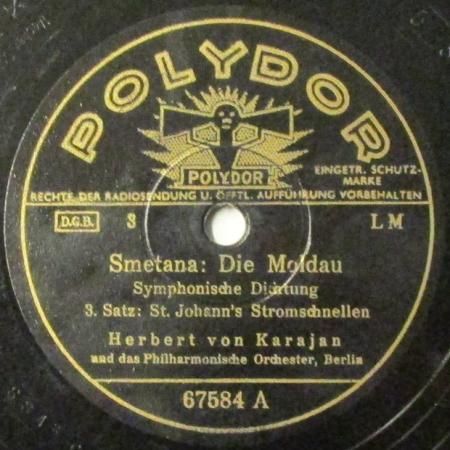 POLYDOR
POLYDOR
EINGETR. SCHUTZ-
MARKE
RECHTE DER RADIOSENDUNG U. ÖFFTL. AUFFÜHRUNG VORBEHALTEN
D.G.B. 3 L M
Smetana: Die Moldau
Symphonische Dichtung
3. Satz: St. Johann's Stromschnellen
Herbert von Karajan
und das Philharmonische Orchester, Berlin
67584 A